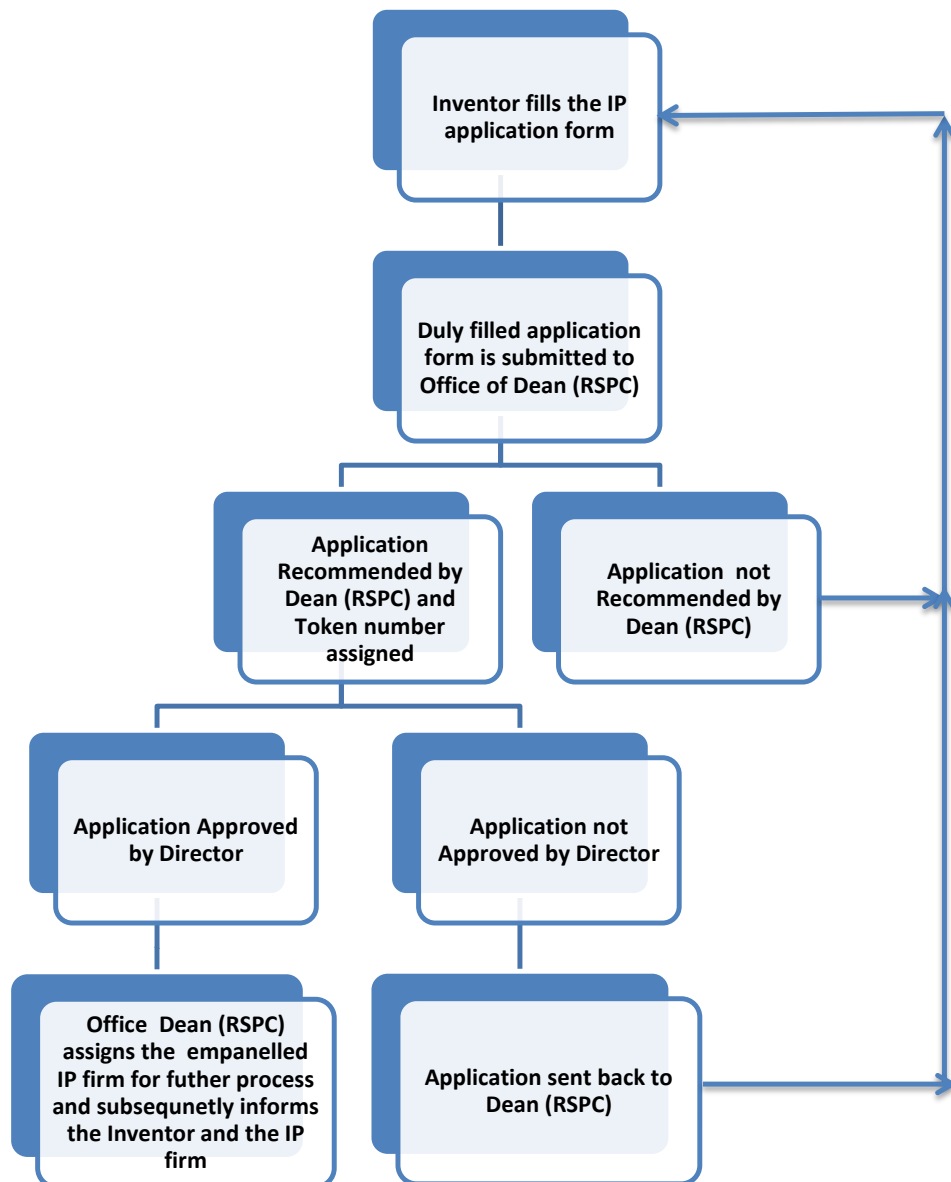 Inventor fills the IP
application form
Duly filled application
form is submitted to
Office of Dean (RSPC)
Application
Recommended by
Dean (RSPC) and
Token number
assigned
Application not
Recommended by
Dean (RSPC)
Application Approved
by Director
Application not
Approved by Director
Office Dean (RSPC)
assigns the empanelled
IP firm for futher process
and subsequnetly informs
the Inventor and the IP
firm
Application sent back to
Dean (RSPC)